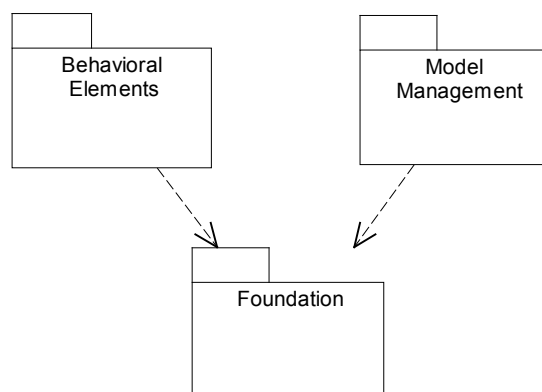 Behavioral
Elements
Model
Management
Foundation